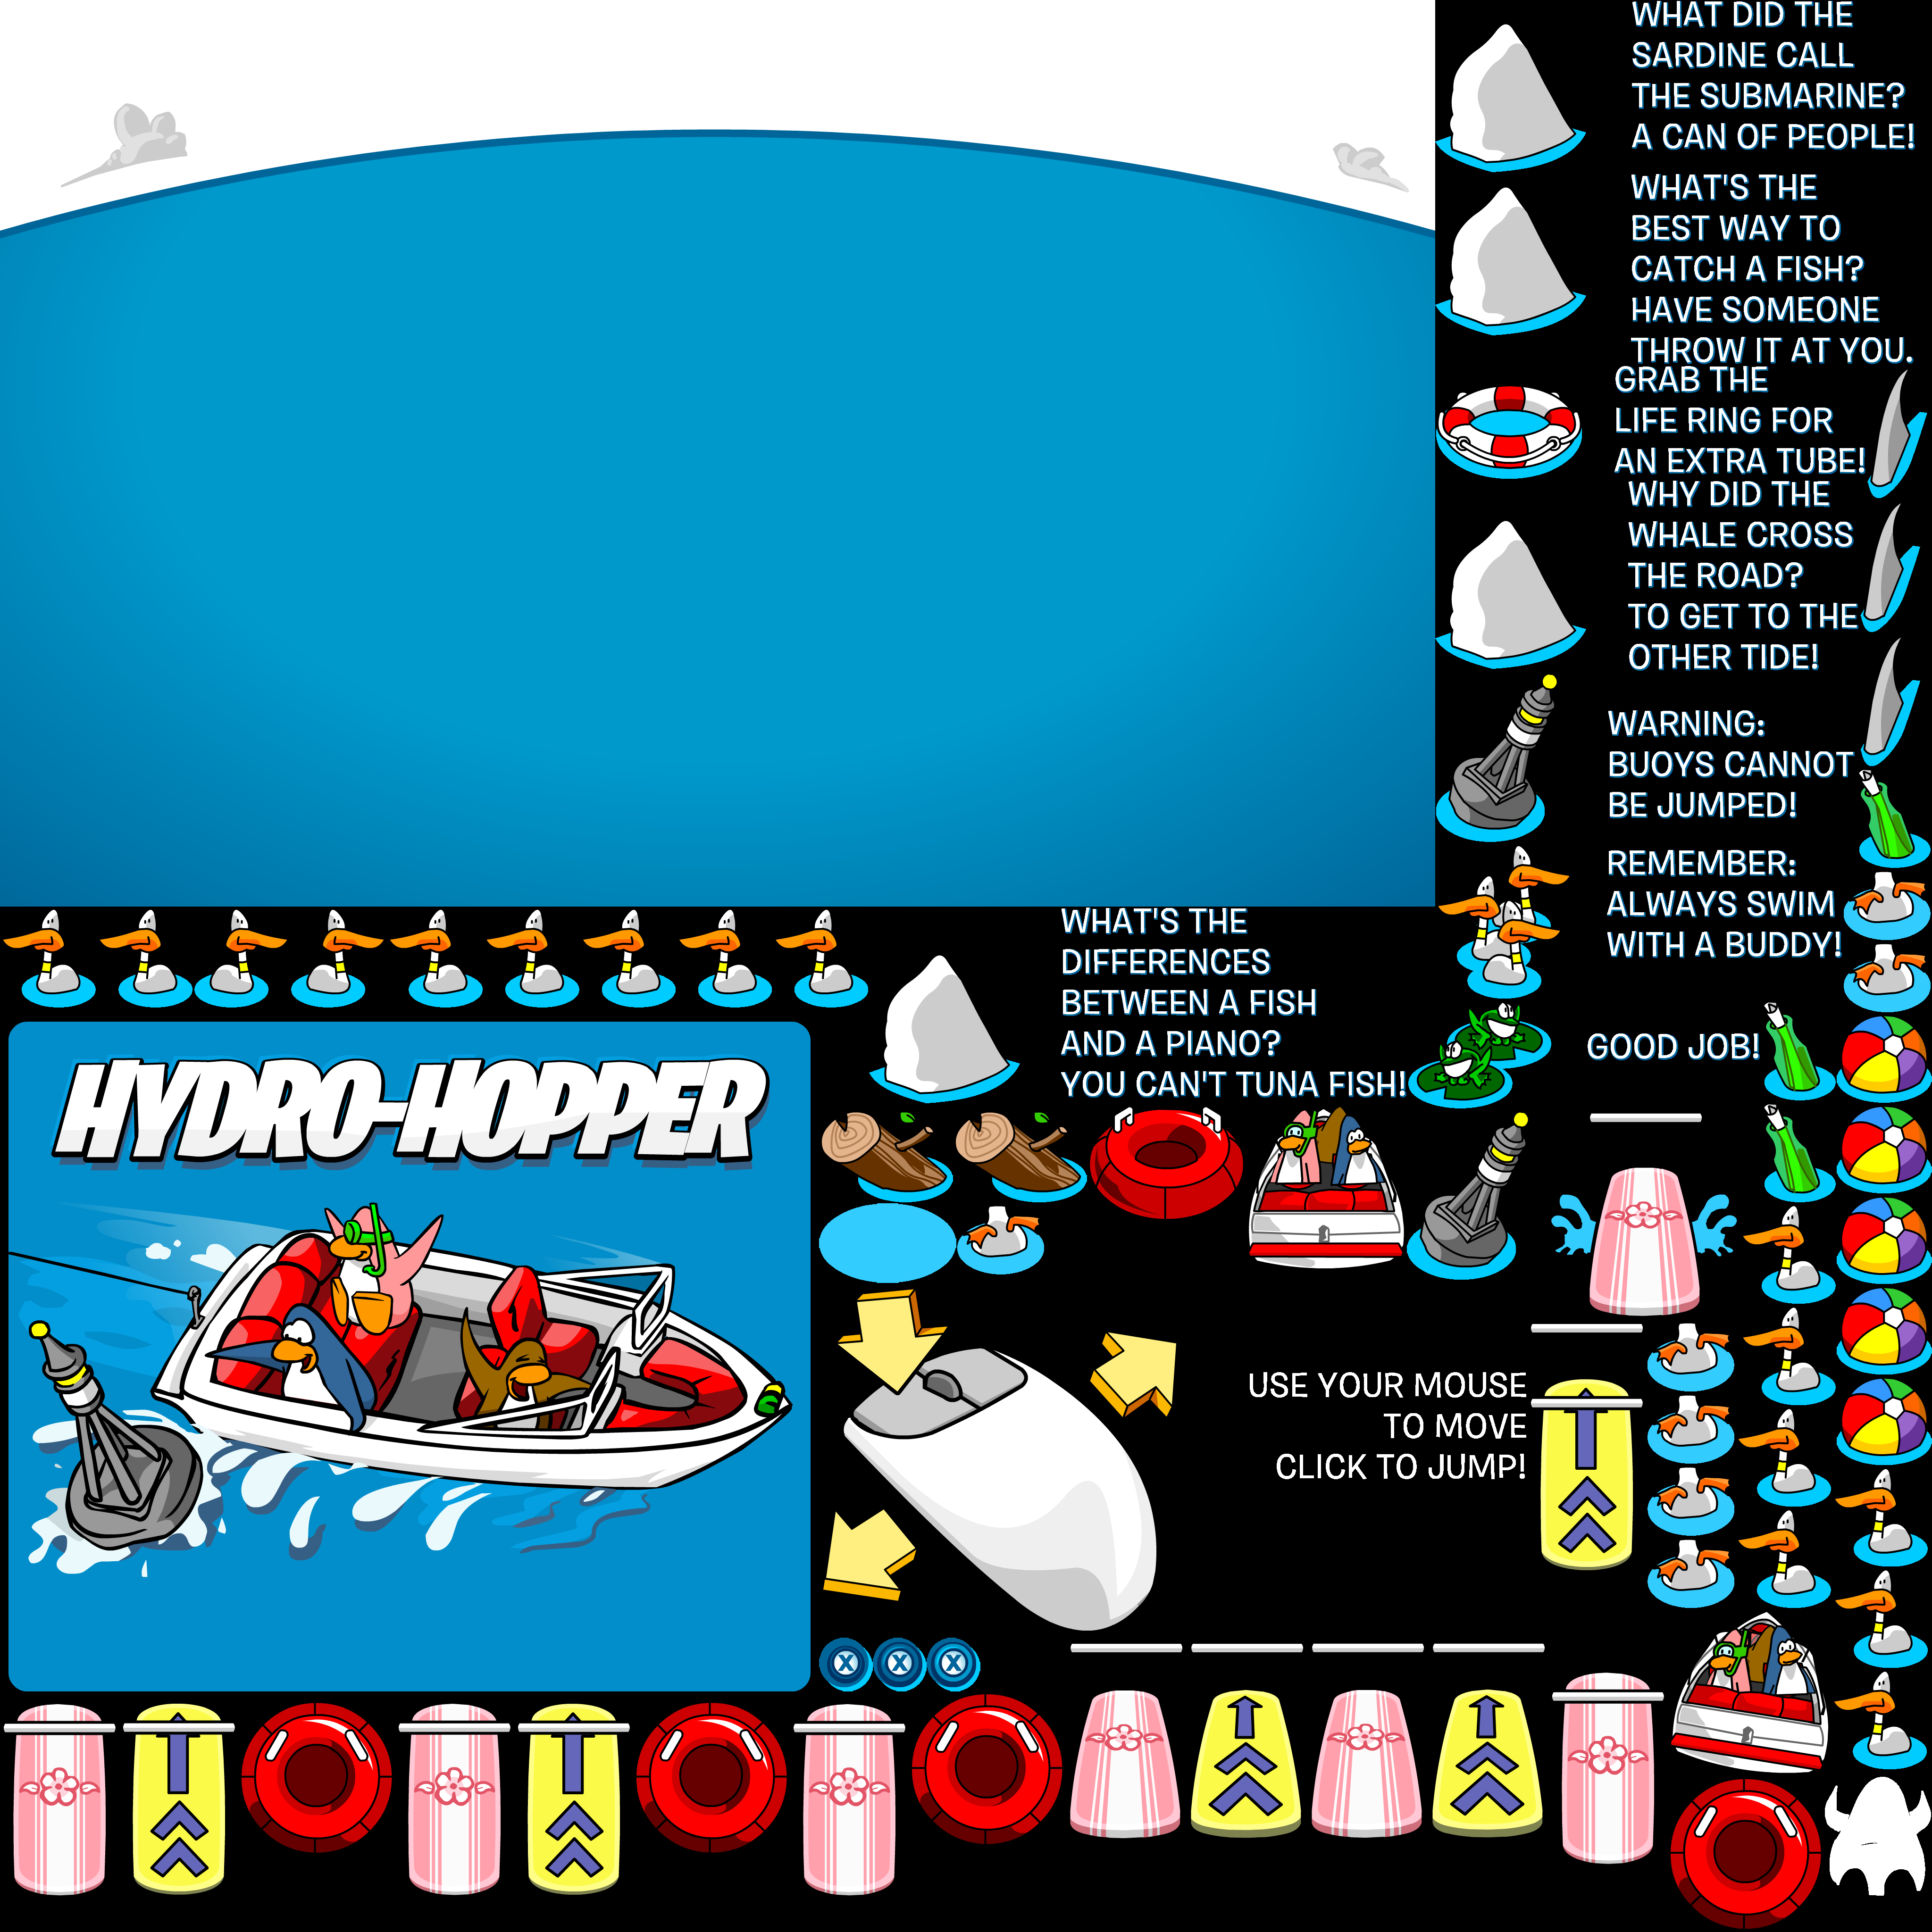 WHAT DID THE
SARDINE CALL
THE SUBMARINE?
A CAN OF PEOPLE!
WHAT'S THE
BEST WAY TO
CATCH A FISH?
HAVE SOMEONE
THROW IT AT YOU.
GRAB THE
LIFE RING FOR
AN EXTRA TUBE!
WHY DID THE
WHALE CROSS
THE ROAD?
TO GET TO THE
OTHER TIDE!
WARNING:
BUOYS CANNOT
BE JUMPED!
REMEMBER:
ALWAYS SWIM
WITH A BUDDY!
GOOD JOB!
WHAT'S THE
DIFFERENCES
BETWEEN A FISH
AND A PIANO?
YOU CAN'T TUNA FISH!
HYDRO-HOPPER
USE YOUR MOUSE
TO MOVE
CLICK TO JUMP!
X X X